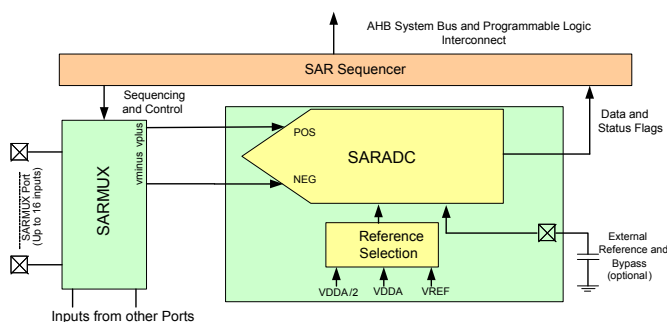 AHB System Bus and Programmable Logic
Interconnect
SAR Sequencer
Sequencing
and Control
Data and
Status Flags
vminus vplus
POS
SARADC
NEG
SARMUX
SARMUX Port
(Up to 16 inputs)
Reference
Selection
External
Reference and
Bypass
(optional)
VDDA/2 VDDA VREF
Inputs from other Ports